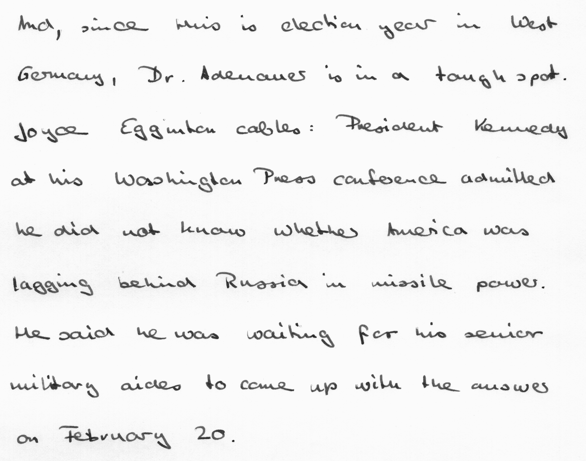 And, since this is election year in West
Germany, Dr. Adenauer is in a tough spot.
Joyce Egginton cables: President Kennedy
at his Washington Press conference admitted
he did not know whether America was
lagging behind Russia in missile power.
He said he was waiting for his senior
military aides to come up with the answer
on February 20.